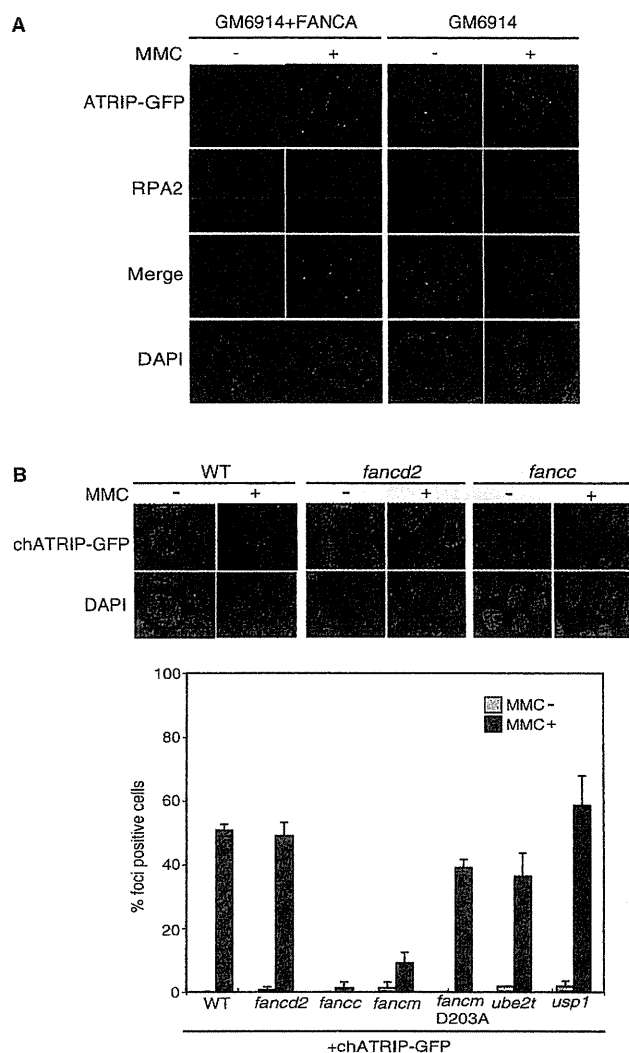 A
GM6914+FANCA GM6914
MMC - + - +
ATRIP-GFP
RPA2
Merge
DAPI
B
WT fancd2 fancc
MMC - + - + - +
chATRIP-GFP
DAPI
100
80
60
40
20
0
% foci positive cells
MMC-
MMC+
WT fancd2 fancc fancm fancm ube2t usp1
D203A
+chATRIP-GFP